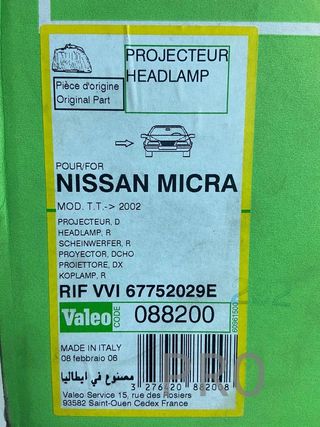 PROJECTEUR
HEADLAMP
Pièce d'origine
Original Part
POUR/FOR
NISSAN MICRA
MOD. T.T.-> 2002
PROJECTEUR, D
HEADLAMP, R
SCHEINWERFER, R
PROYECTOR, DCHO
PROIETTORE, DX
KOPLAMP, R
RIF VVI 67752029E
Valeo
CODE
088200
MADE IN ITALY
08 febbraio 06
مصنوع في ايطاليا
3 276420 882008
Valeo Service 15, rue des Rosiers
93582 Saint-Ouen Cedex France
PRO